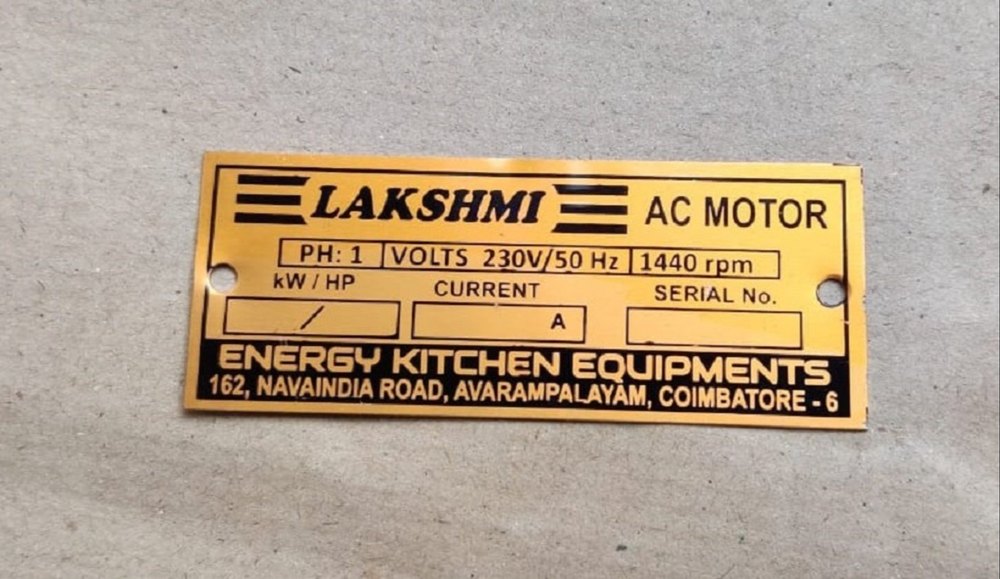 LAKSHMI AC MOTOR
PH: 1 VOLTS 230V/50 Hz 1440 rpm
kW / HP CURRENT SERIAL No.
/ A
ENERGY KITCHEN EQUIPMENTS
162, NAVAINDIA ROAD, AVARAMPALAYAM, COIMBATORE - 6